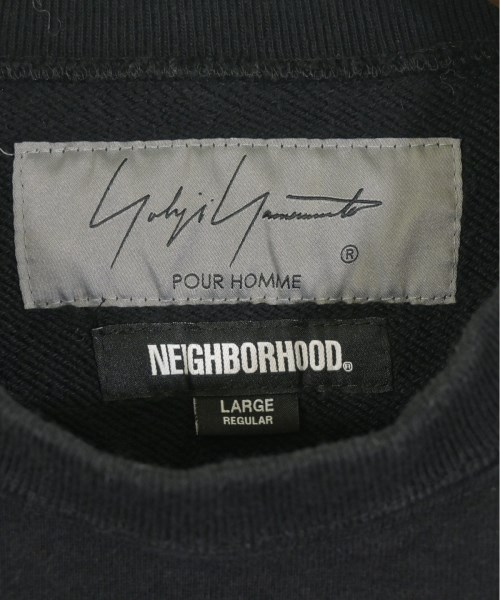 Yohji Yamamoto
®
POUR HOMME
NEIGHBORHOOD®
LARGE
REGULAR